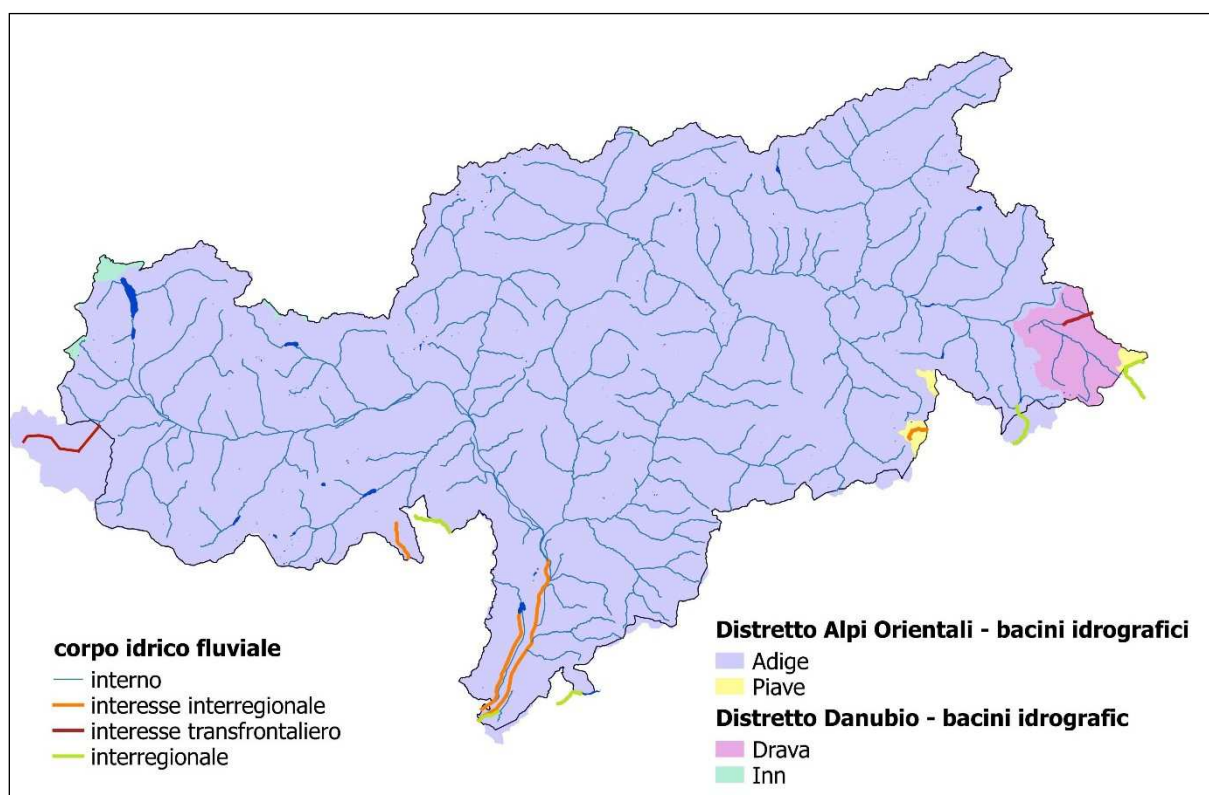 corpo idrico fluviale
interno
interesse interregionale
interesse transfrontaliero
interregionale
Distretto Alpi Orientali - bacini idrografici
Adige
Piave
Distretto Danubio - bacini idrografic
Drava
Inn